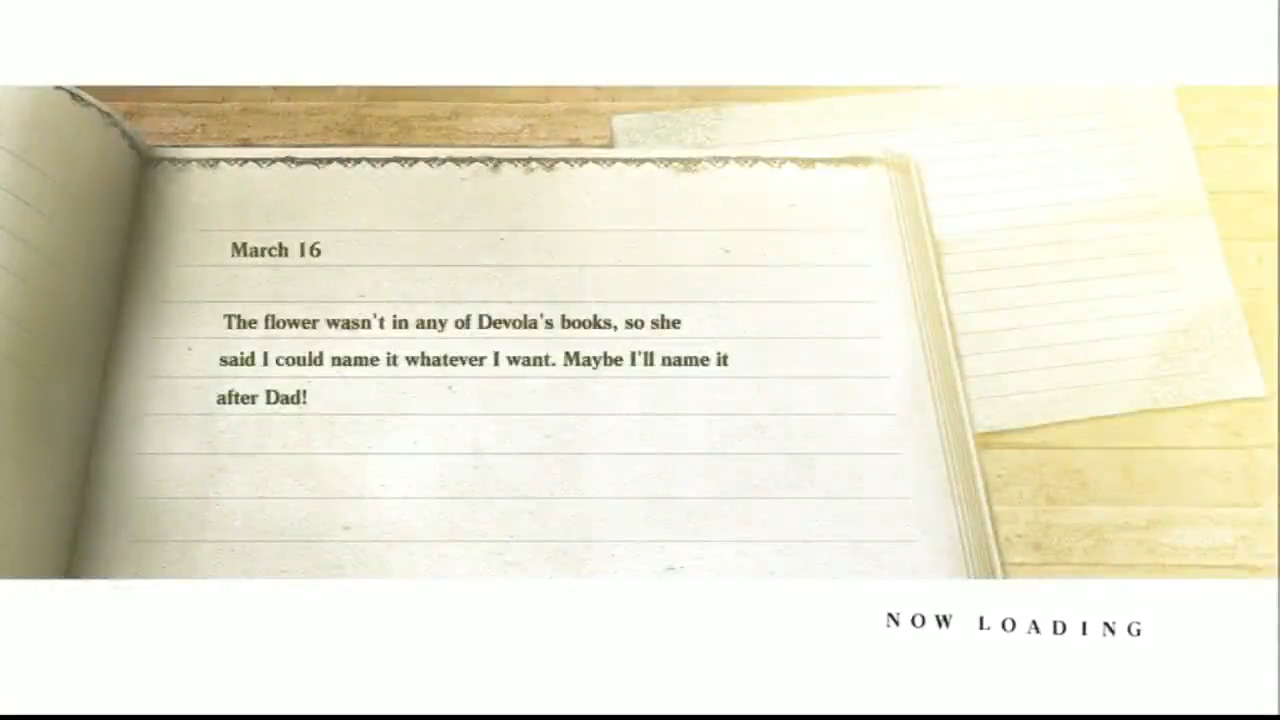 March 16
The flower wasn't in any of Devola's books, so she
said I could name it whatever I want. Maybe I'll name it
after Dad!
NOW LOADING